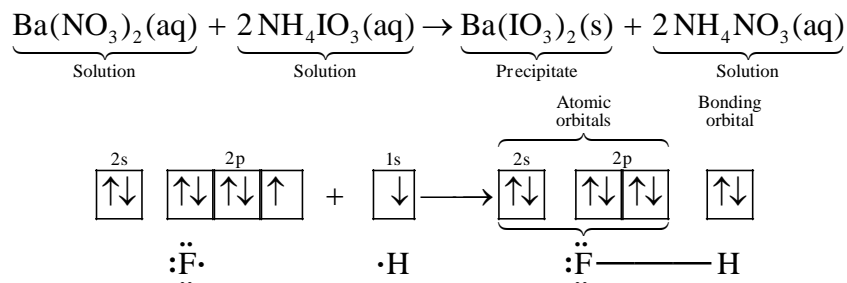 Ba(NO₃)₂(aq) + 2 NH₄IO₃(aq) → Ba(IO₃)₂(s) + 2 NH₄NO₃(aq)
Solution Solution Precipitate Solution
Atomic orbitals Bonding orbital
2s 2p 1s 2s 2p
↑↓ ↑↓ ↑↓ ↑ + ↓ → ↑↓ ↑↓ ↑↓ ↑↓
:F· ·H :F—H